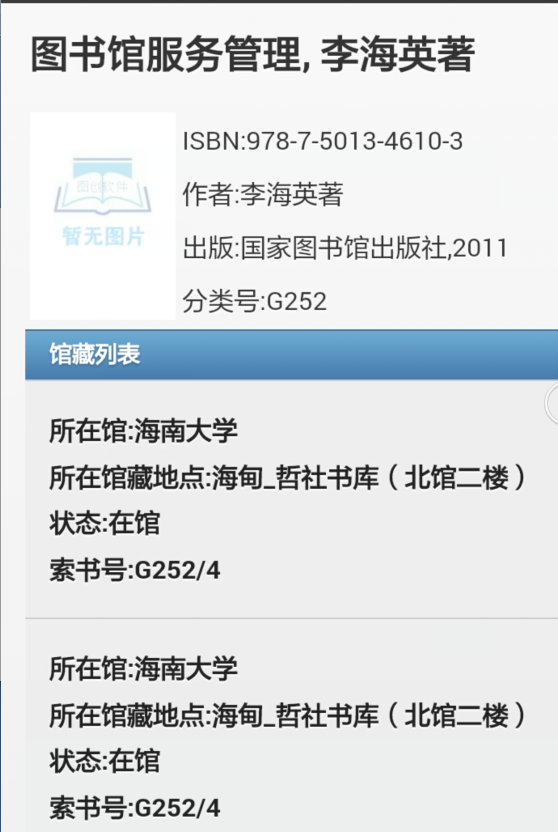 图书馆服务管理, 李海英著
图创软件
暂无图片
ISBN:978-7-5013-4610-3
作者:李海英著
出版:国家图书馆出版社,2011
分类号:G252
馆藏列表
所在馆:海南大学
所在馆藏地点:海甸_哲社书库（北馆二楼）
状态:在馆
索书号:G252/4
所在馆:海南大学
所在馆藏地点:海甸_哲社书库（北馆二楼）
状态:在馆
索书号:G252/4